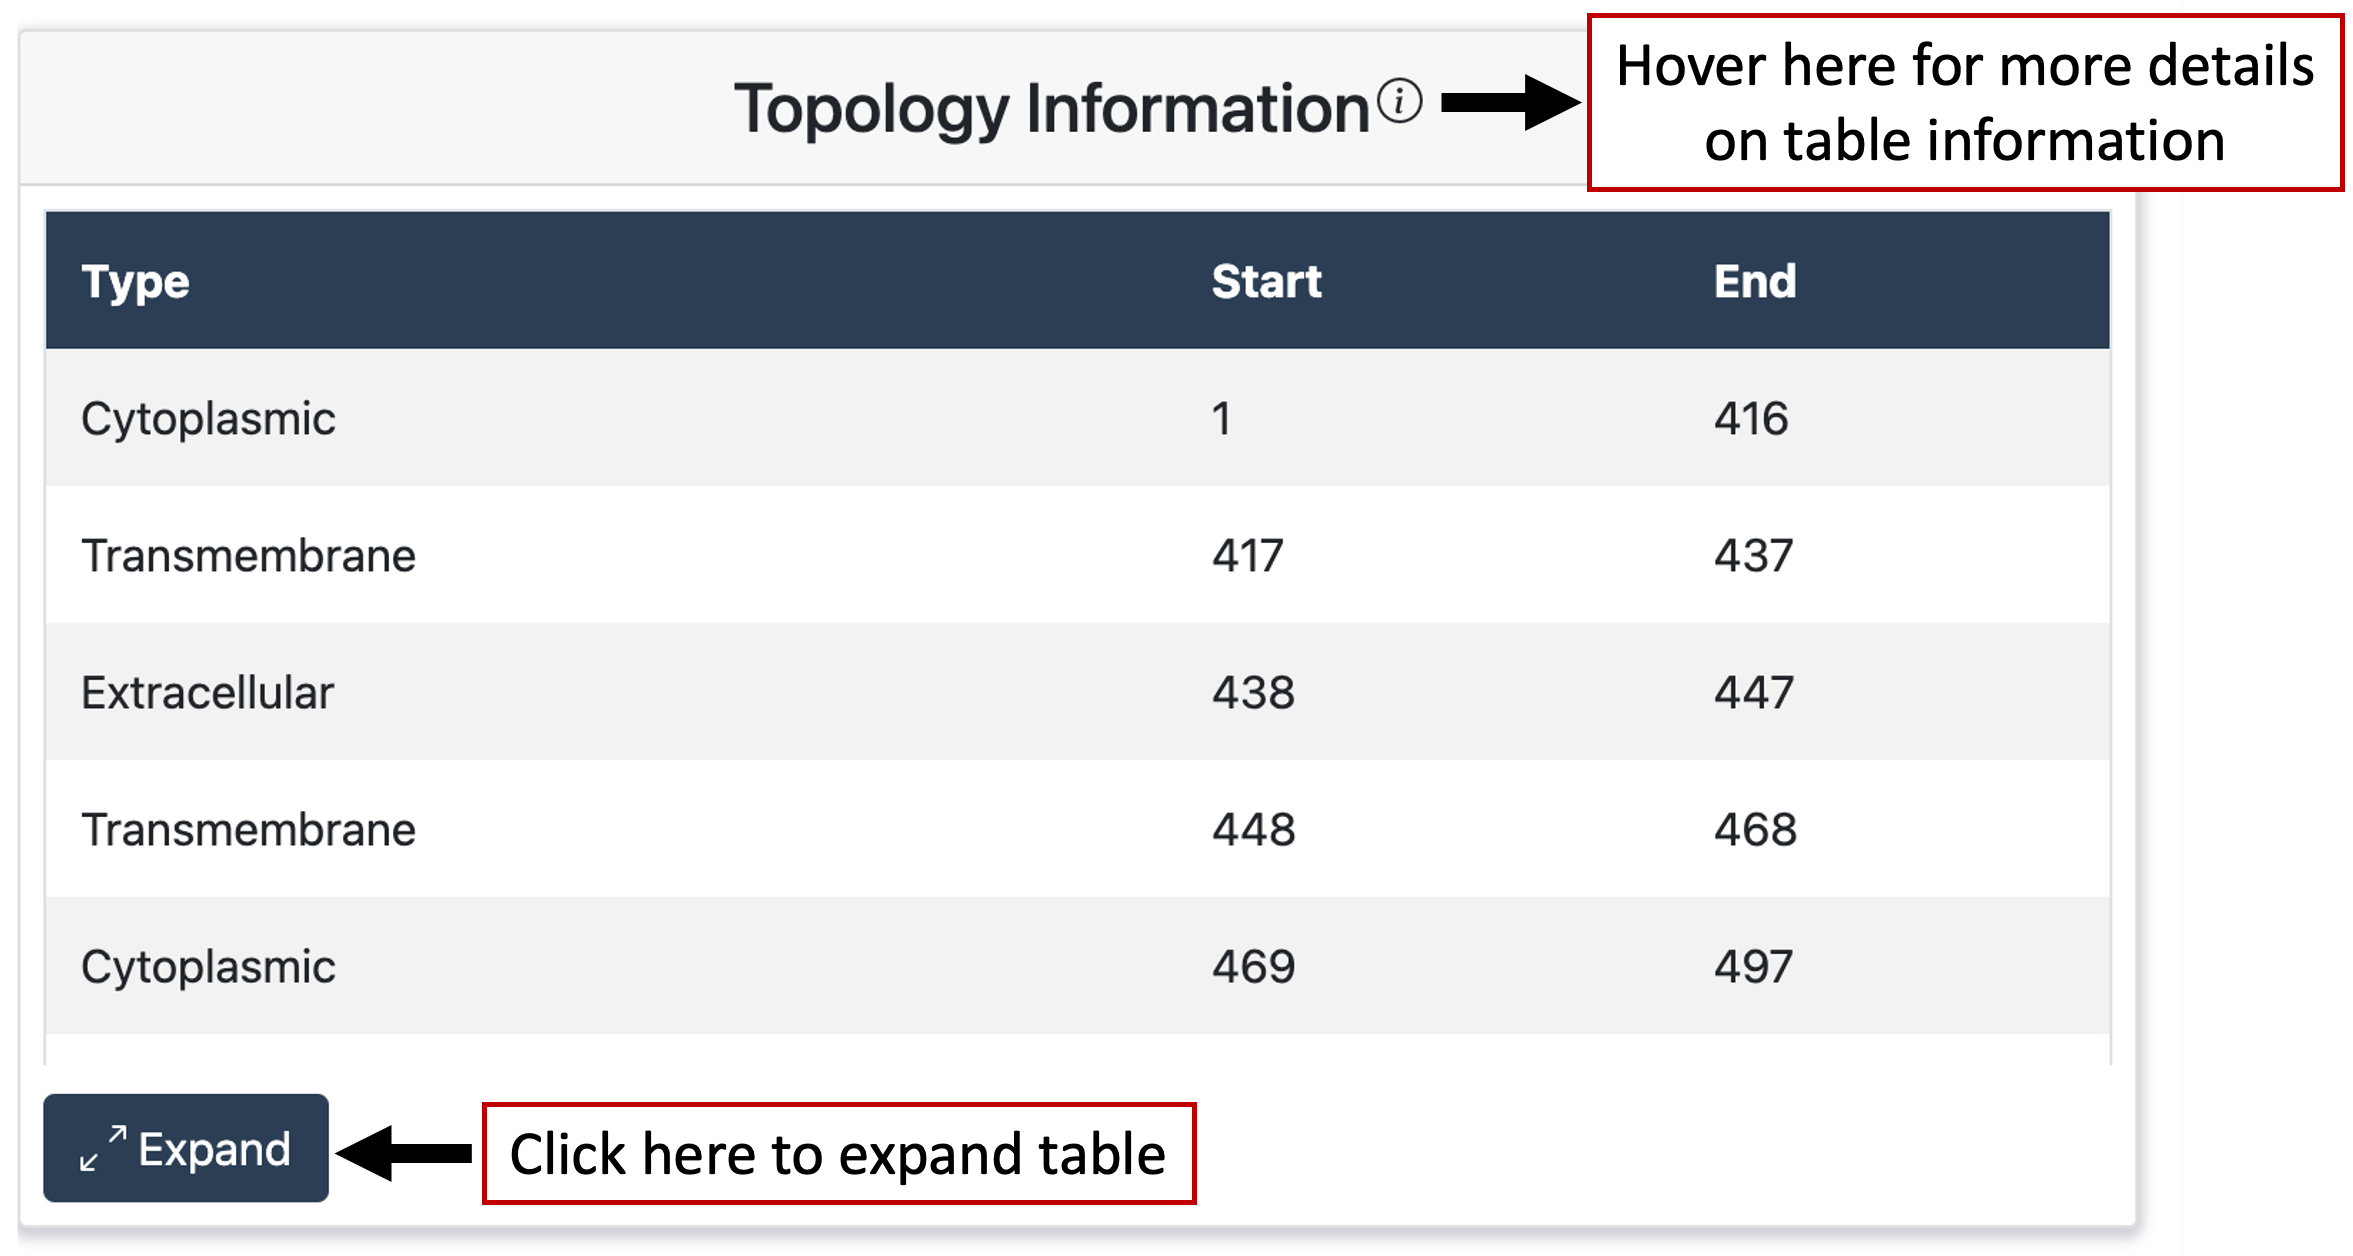 Topology Information
Hover here for more details
on table information
Type Start End
Cytoplasmic 1 416
Transmembrane 417 437
Extracellular 438 447
Transmembrane 448 468
Cytoplasmic 469 497
Expand
Click here to expand table